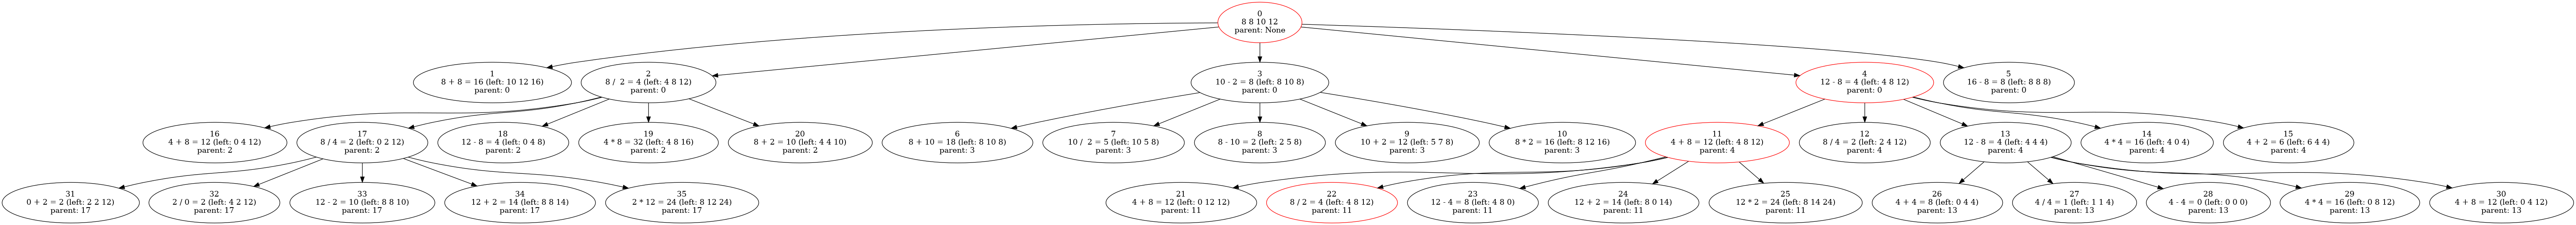 0
8 8 10 12
parent: None
1
8 + 8 = 16 (left: 10 12 16)
parent: 0
2
8 /  2 = 4 (left: 4 8 12)
parent: 0
3
10 - 2 = 8 (left: 8 10 8)
parent: 0
4
12 - 8 = 4 (left: 4 8 12)
parent: 0
5
16 - 8 = 8 (left: 8 8 8)
parent: 0
16
4 + 8 = 12 (left: 0 4 12)
parent: 2
17
8 / 4 = 2 (left: 0 2 12)
parent: 2
18
12 - 8 = 4 (left: 0 4 8)
parent: 2
19
4 * 8 = 32 (left: 4 8 16)
parent: 2
20
8 + 2 = 10 (left: 4 4 10)
parent: 2
6
8 + 10 = 18 (left: 8 10 8)
parent: 3
7
10 /  2 = 5 (left: 10 5 8)
parent: 3
8
8 - 10 = 2 (left: 2 5 8)
parent: 3
9
10 + 2 = 12 (left: 5 7 8)
parent: 3
10
8 * 2 = 16 (left: 8 12 16)
parent: 3
11
4 + 8 = 12 (left: 4 8 12)
parent: 4
12
8 / 4 = 2 (left: 2 4 12)
parent: 4
13
12 - 8 = 4 (left: 4 4 4)
parent: 4
14
4 * 4 = 16 (left: 4 0 4)
parent: 4
15
4 + 2 = 6 (left: 6 4 4)
parent: 4
31
0 + 2 = 2 (left: 2 2 12)
parent: 17
32
2 / 0 = 2 (left: 4 2 12)
parent: 17
33
12 - 2 = 10 (left: 8 8 10)
parent: 17
34
12 + 2 = 14 (left: 8 8 14)
parent: 17
35
2 * 12 = 24 (left: 8 12 24)
parent: 17
21
4 + 8 = 12 (left: 0 12 12)
parent: 11
22
8 / 2 = 4 (left: 4 8 12)
parent: 11
23
12 - 4 = 8 (left: 4 8 0)
parent: 11
24
12 + 2 = 14 (left: 8 0 14)
parent: 11
25
12 * 2 = 24 (left: 8 14 24)
parent: 11
26
4 + 4 = 8 (left: 0 4 4)
parent: 13
27
4 / 4 = 1 (left: 1 1 4)
parent: 13
28
4 - 4 = 0 (left: 0 0 0)
parent: 13
29
4 * 4 = 16 (left: 0 8 12)
parent: 13
30
4 + 8 = 12 (left: 0 4 12)
parent: 13